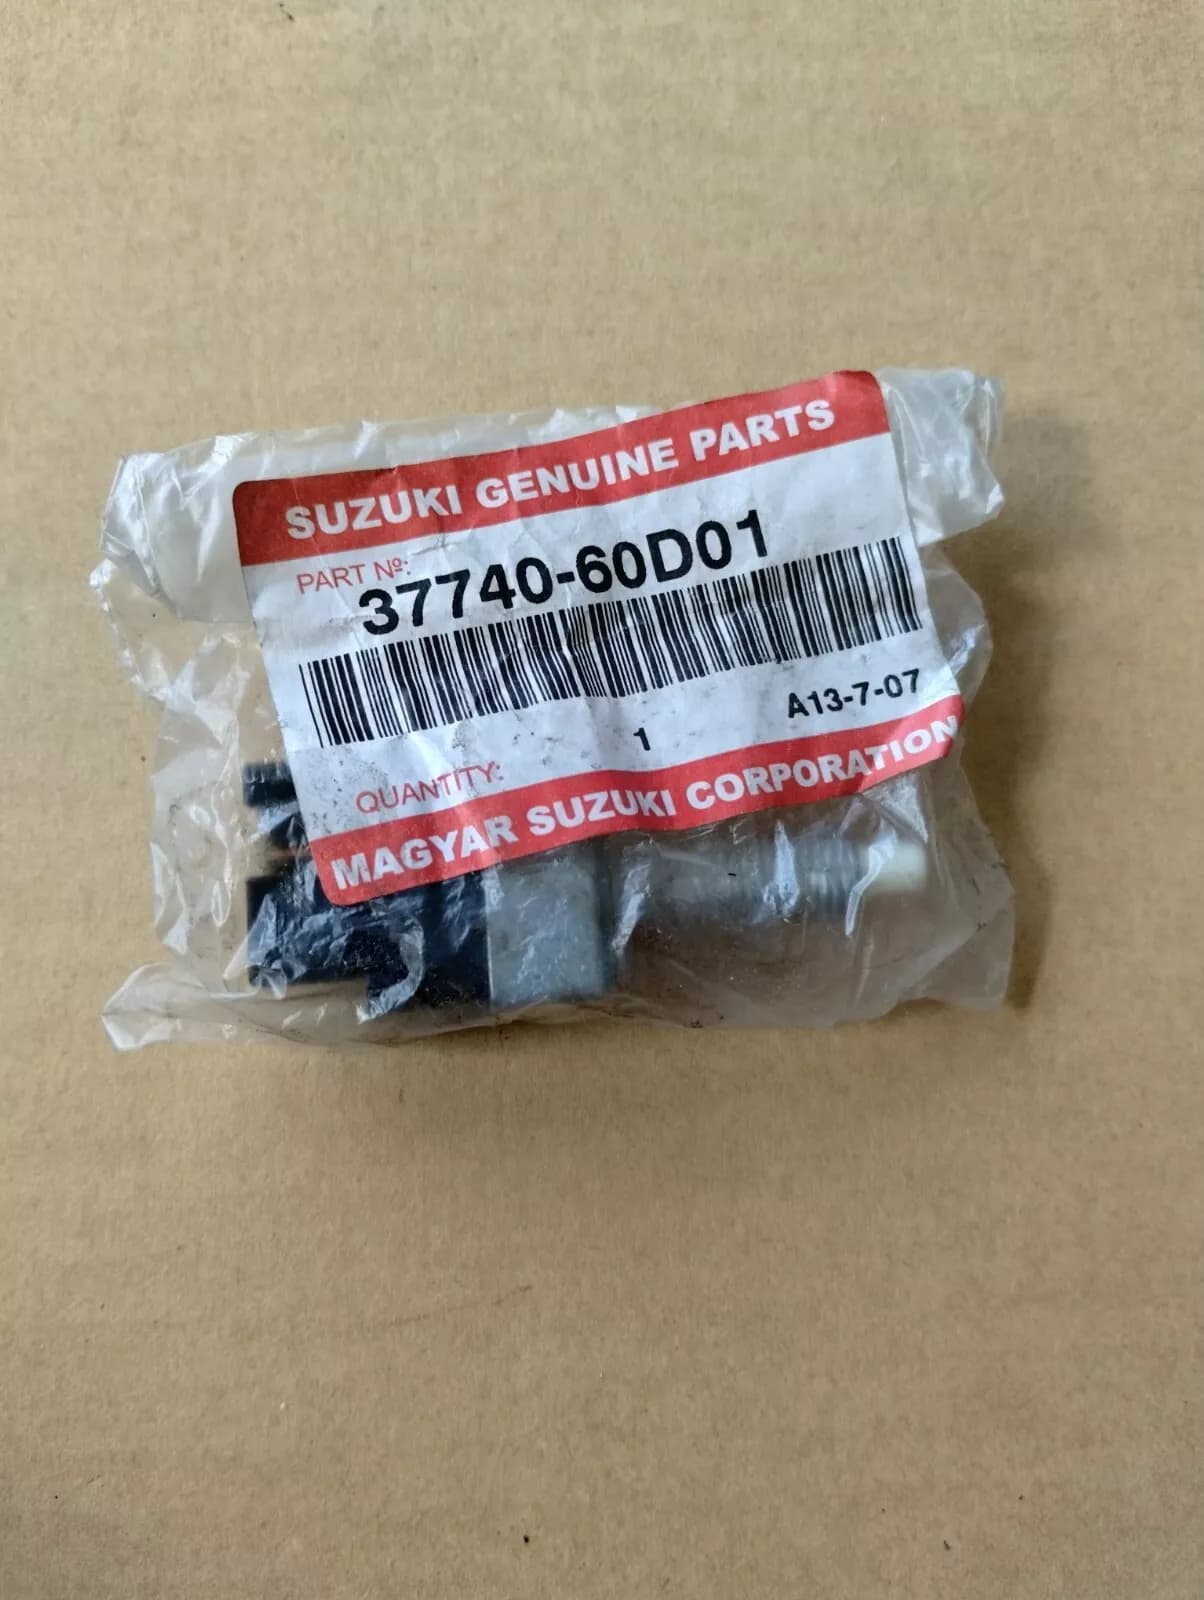 SUZUKI GENUINE PARTS
PART Nº:
37740-60D01
A13-7-07
QUANTITY: 1
MAGYAR SUZUKI CORPORATION